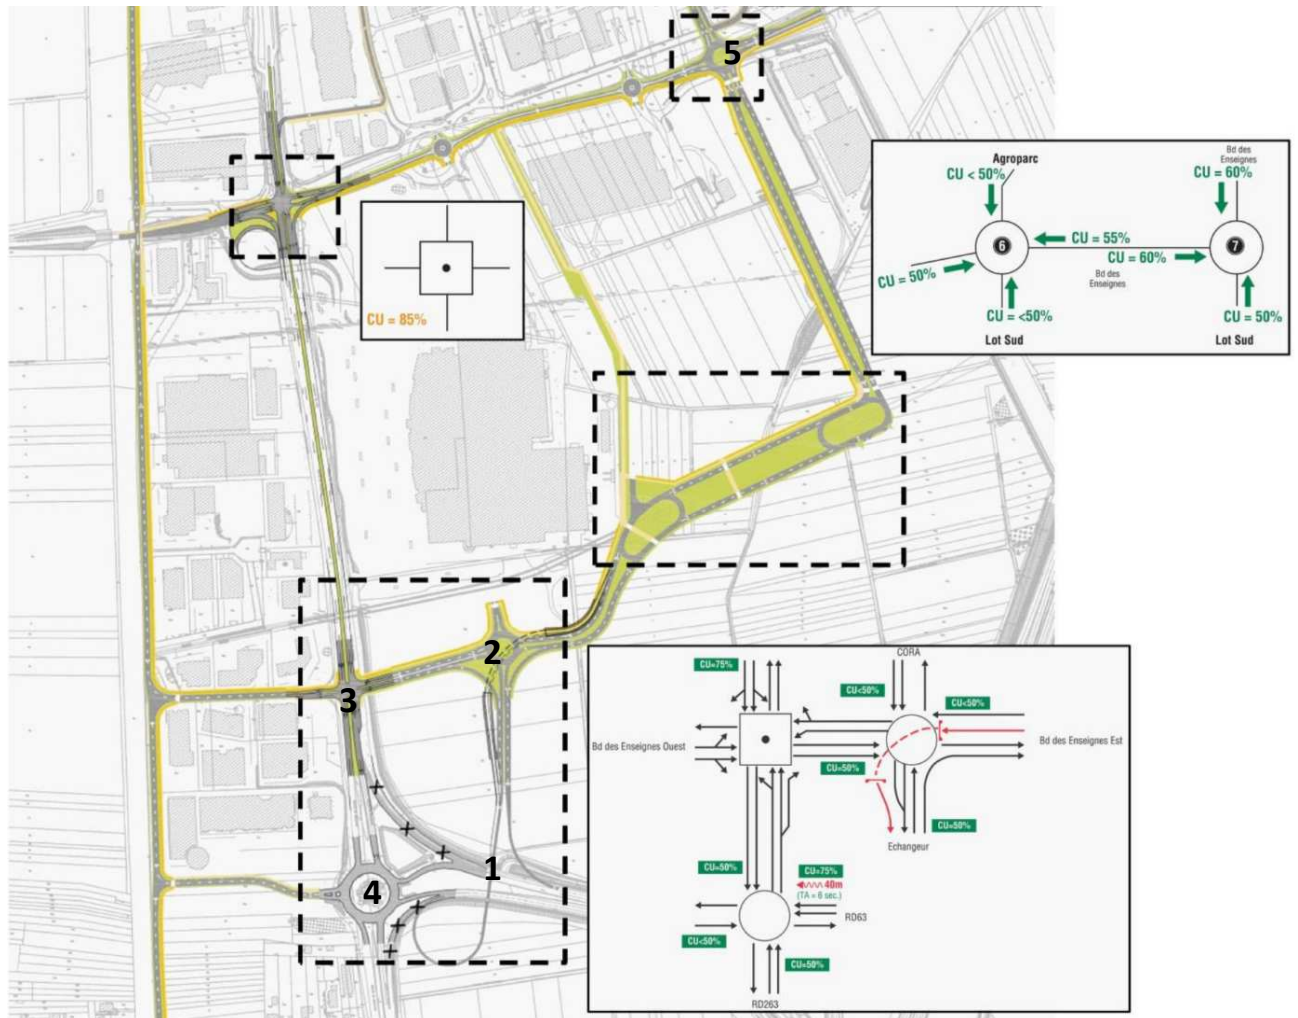 5
Agroparc
CU < 50%
Bd des
Enseignes
CU = 60%
6
CU = 55%
7
CU = 60%
CU = 50%
Bd des
Enseignes
CU = <50%
CU = 50%
Lot Sud
Lot Sud
CU = 85%
2
3
1
4
CU=75%
CORA
CU<50%
CU<50%
Bd des Enseignes Ouest
Bd des Enseignes Est
CU=50%
CU=50%
Echangeur
CU=50%
CU=75%
40m
(TA = 6 sec.)
RD63
CU<50%
CU=50%
RD263